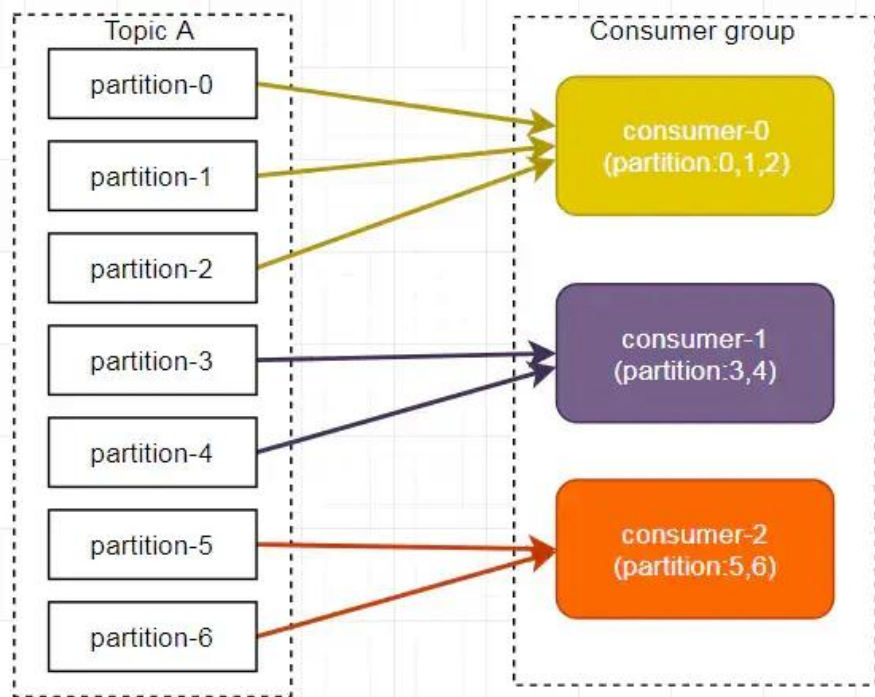 Topic A
partition-0
partition-1
partition-2
partition-3
partition-4
partition-5
partition-6
Consumer group
consumer-0
(partition:0,1,2)
consumer-1
(partition:3,4)
consumer-2
(partition:5,6)